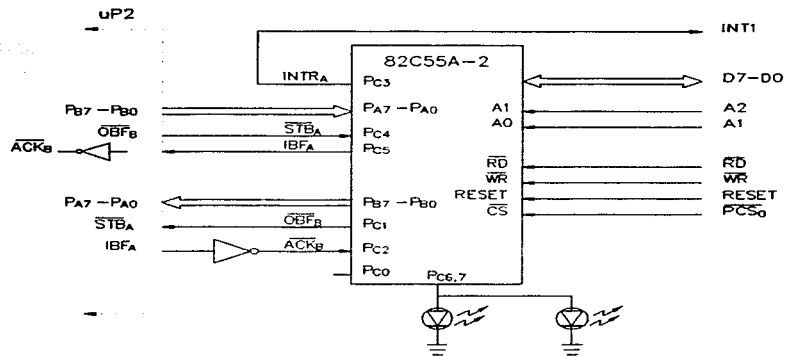 uP2
INT1
82C55A-2
INTRA PC3 D7-D0
PB7-PB0 PA7-PA0 A1 A2
OBFB STBA PC4 A0 A1
ACKB IBFA PC5
RD RD
WR WR
PA7-PA0 PB7-PB0 RESET RESET
STBA OBFB PC1 CS PCS0
IBFA ACKB PC2
PC0
PC6,7